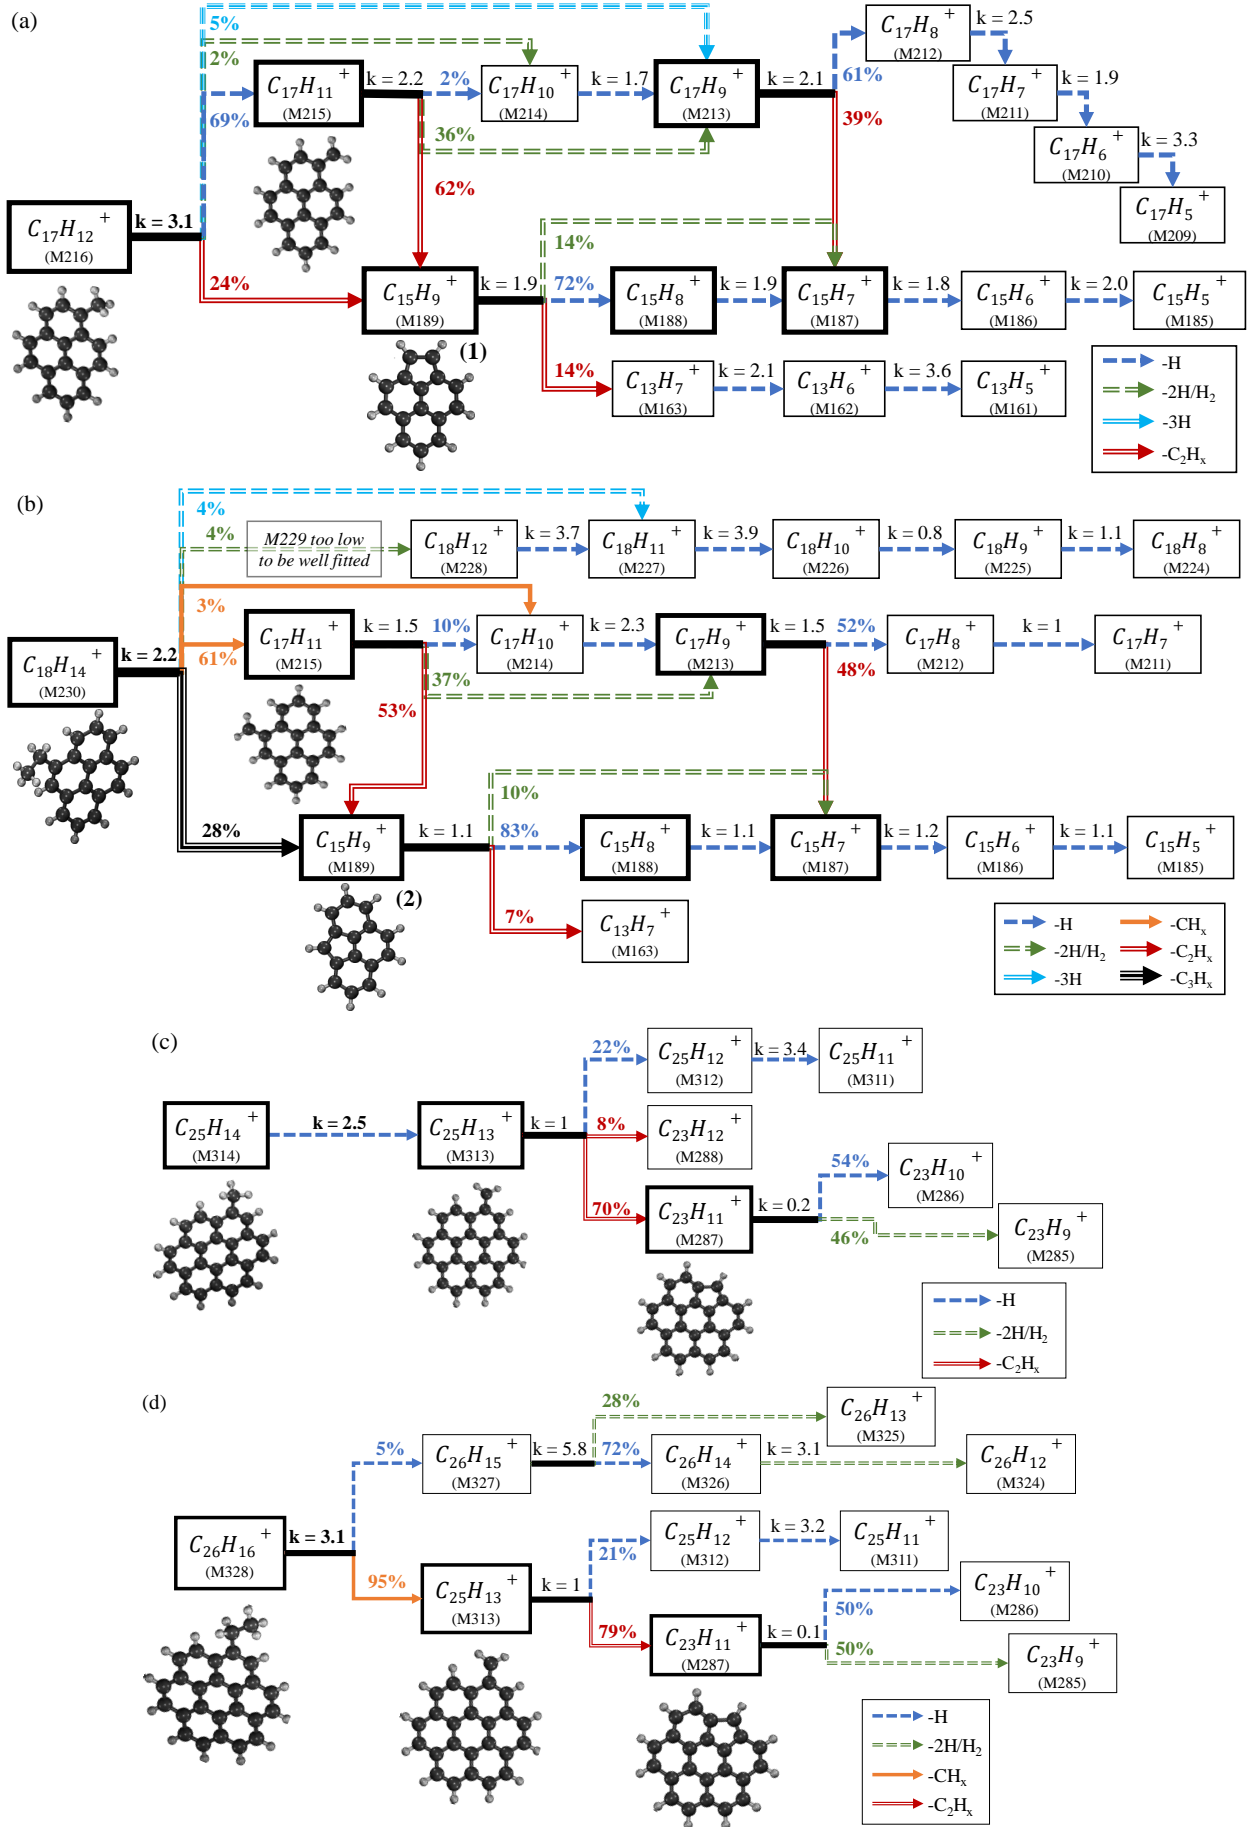 (a)
5%
2%
69%
C17H11+
(M215)
k = 2.2
2%
36%
62%
C17H10+
(M214)
k = 1.7
C17H9+
(M213)
k = 2.1
61%
39%
C17H8+
(M212)
k = 2.5
C17H7+
(M211)
k = 1.9
C17H6+
(M210)
k = 3.3
C17H5+
(M209)
C17H12+
(M216)
k = 3.1
24%
C15H9+
(M189)
(1)
k = 1.9
14%
72%
14%
C15H8+
(M188)
k = 1.9
C15H7+
(M187)
k = 1.8
C15H6+
(M186)
k = 2.0
C15H5+
(M185)
C13H7+
(M163)
k = 2.1
C13H6+
(M162)
k = 3.6
C13H5+
(M161)
-H
-2H/H2
-3H
-C2Hx
(b)
4%
4%
M229 too low
to be well fitted
C18H12+
(M228)
k = 3.7
C18H11+
(M227)
k = 3.9
C18H10+
(M226)
k = 0.8
C18H9+
(M225)
k = 1.1
C18H8+
(M224)
3%
61%
C17H11+
(M215)
k = 1.5
10%
37%
53%
C17H10+
(M214)
k = 2.3
C17H9+
(M213)
k = 1.5
52%
48%
C17H8+
(M212)
k = 1
C17H7+
(M211)
C18H14+
(M230)
k = 2.2
28%
C15H9+
(M189)
(2)
k = 1.1
10%
83%
7%
C15H8+
(M188)
k = 1.1
C15H7+
(M187)
k = 1.2
C15H6+
(M186)
k = 1.1
C15H5+
(M185)
C13H7+
(M163)
-H
-CHx
-2H/H2
-C2Hx
-3H
-C3Hx
(c)
C25H14+
(M314)
k = 2.5
C25H13+
(M313)
k = 1
22%
8%
70%
C25H12+
(M312)
k = 3.4
C25H11+
(M311)
C23H12+
(M288)
C23H11+
(M287)
k = 0.2
54%
46%
C23H10+
(M286)
C23H9+
(M285)
-H
-2H/H2
-C2Hx
(d)
C26H16+
(M328)
k = 3.1
5%
95%
C26H15+
(M327)
k = 5.8
28%
72%
C26H13+
(M325)
C26H14+
(M326)
k = 3.1
C26H12+
(M324)
C25H13+
(M313)
k = 1
21%
79%
C25H12+
(M312)
k = 3.2
C25H11+
(M311)
C23H11+
(M287)
k = 0.1
50%
50%
C23H10+
(M286)
C23H9+
(M285)
-H
-2H/H2
-CHx
-C2Hx